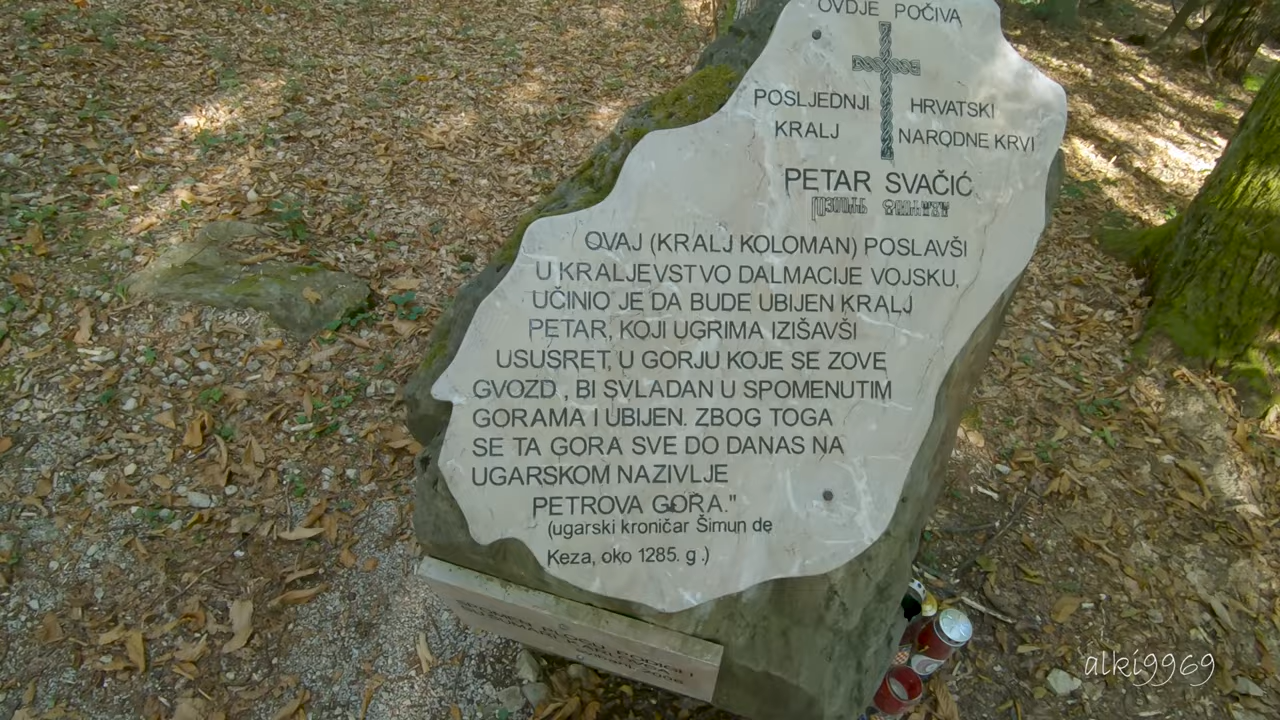 OVDJE POČIVA
POSLJEDNJI HRVATSKI
KRALJ NARODNE KRVI
PETAR SVAČIĆ
OVAJ (KRALJ KOLOMAN) POSLAVŠI
U KRALJEVSTVO DALMACIJE VOJSKU,
UČINIO JE DA BUDE UBIJEN KRALJ
PETAR, KOJI UGRIMA IZIŠAVŠI
USUSRET, U GORJU KOJE SE ZOVE
GVOZD , BI SVLADAN U SPOMENUTIM
GORAMA I UBIJEN. ZBOG TOGA
SE TA GORA SVE DO DANAS NA
UGARSKOM NAZIVLJE
PETROVA GORA."
(ugarski kroničar Šimun de
Keza, oko 1285. g.)
SPOMEN PLOČU PODIGLI
alki9969